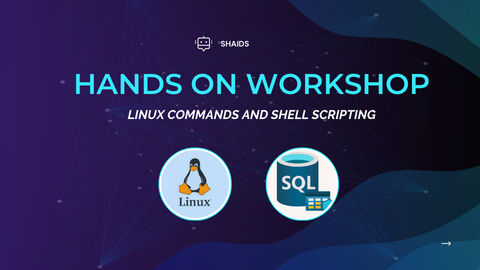 SHAIDS
HANDS ON WORKSHOP
LINUX COMMANDS AND SHELL SCRIPTING
Linux
SQL